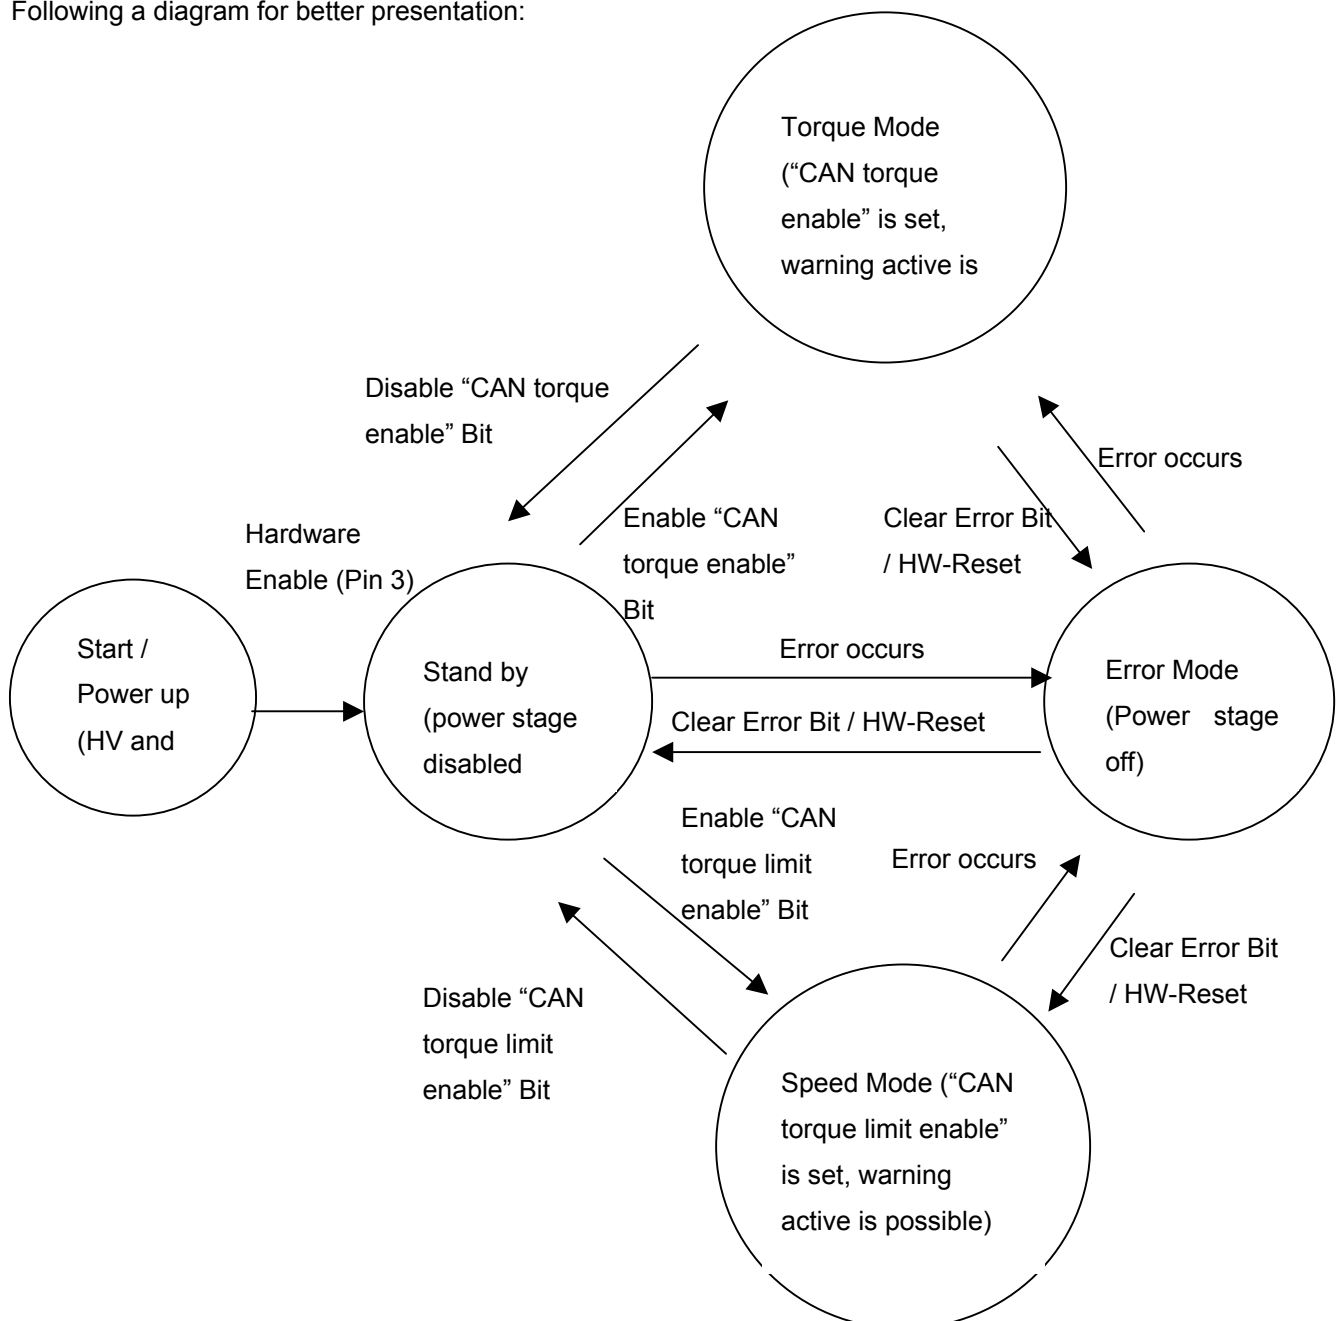 Following a diagram for better presentation:
Torque Mode
(“CAN torque
enable” is set,
warning active is
Disable “CAN torque
enable” Bit
Error occurs
Hardware
Enable (Pin 3)
Enable “CAN
torque enable”
Bit
Clear Error Bit
/ HW-Reset
Start /
Power up
(HV and
Stand by
(power stage
disabled
Error occurs
Clear Error Bit / HW-Reset
Error Mode
(Power stage
off)
Enable “CAN
torque limit
enable” Bit
Error occurs
Clear Error Bit
/ HW-Reset
Disable “CAN
torque limit
enable” Bit
Speed Mode (“CAN
torque limit enable”
is set, warning
active is possible)